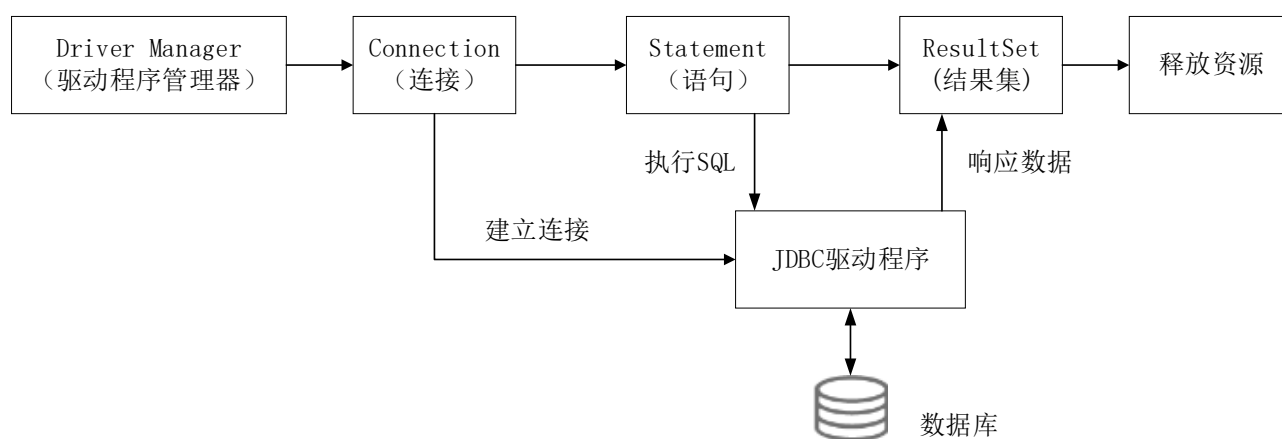 Driver Manager
（驱动程序管理器）
Connection
（连接）
Statement
（语句）
ResultSet
(结果集)
释放资源
执行SQL
响应数据
建立连接
JDBC驱动程序
数据库